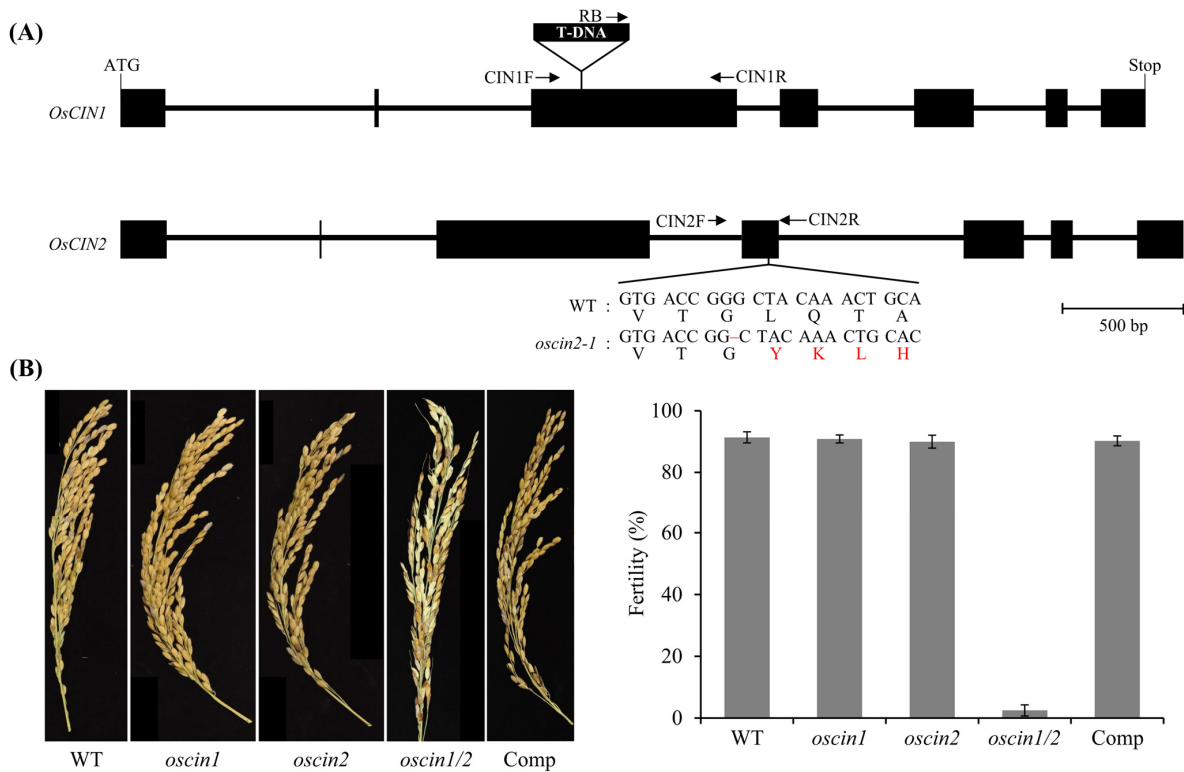 (A)
RB
T-DNA
ATG
CIN1F
CIN1R
Stop
OsCIN1
CIN2F
CIN2R
OsCIN2
WT : GTG ACC GGG CTA CAA ACT GCA
V T G L Q T A
oscin2-1 : GTG ACC GG–C TAC AAA CTG CAC
V T G Y K L H
500 bp
(B)
WT oscin1 oscin2 oscin1/2 Comp
Fertility (%)
100
80
60
40
20
0
WT oscin1 oscin2 oscin1/2 Comp